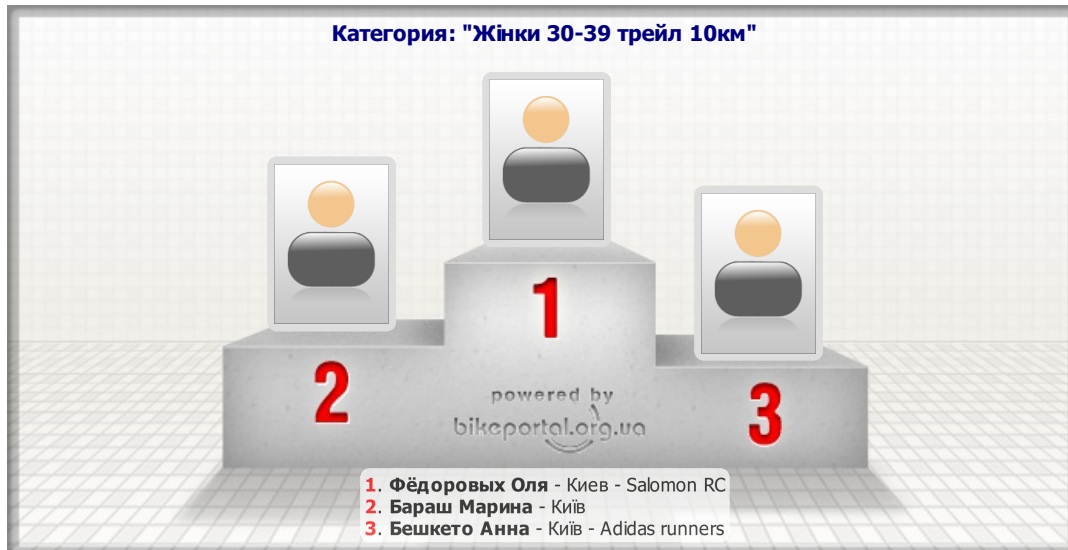 Категория: "Жінки 30-39 трейл 10км"
1
2
3
powered by
bikeportal.org.ua
1. Фёдоровых Оля - Киев - Salomon RC
2. Бараш Марина - Київ
3. Бешкето Анна - Київ - Adidas runners